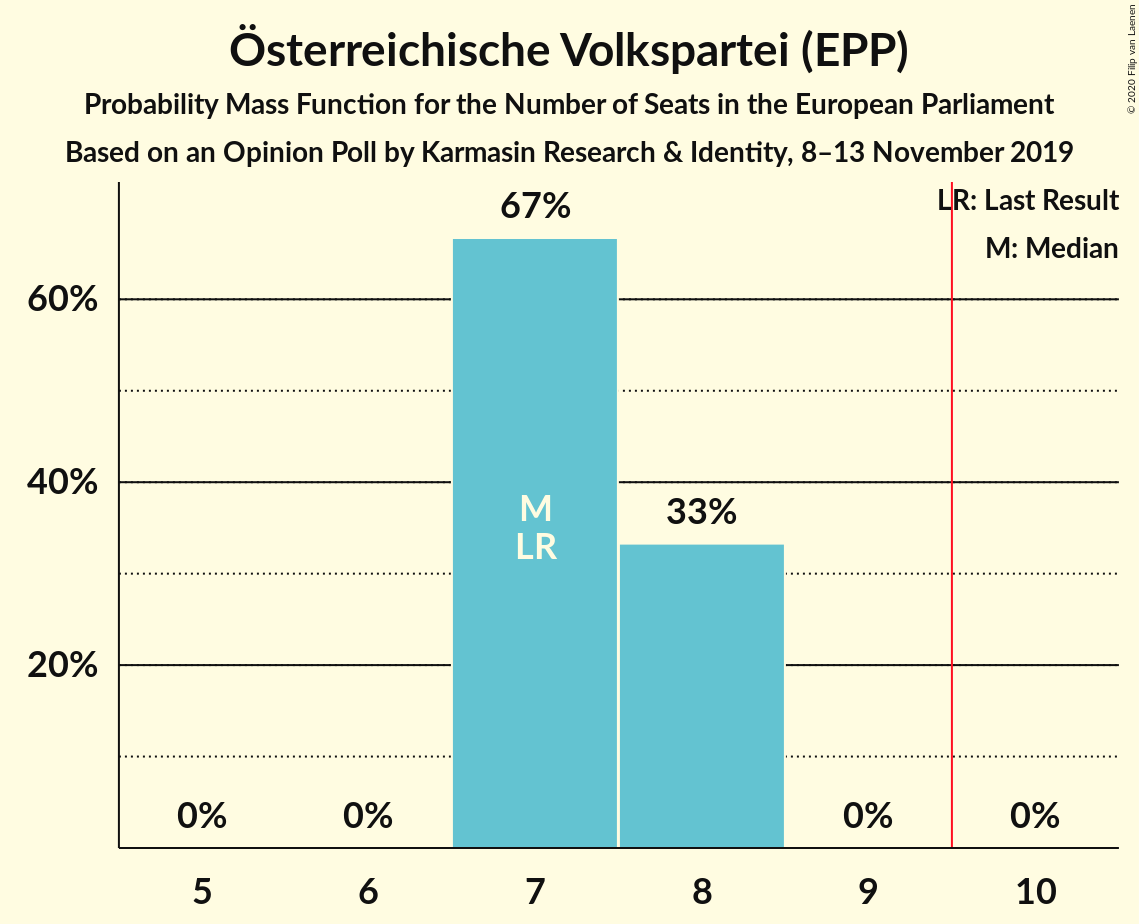 Österreichische Volkspartei (EPP)
Probability Mass Function for the Number of Seats in the European Parliament
Based on an Opinion Poll by Karmasin Research & Identity, 8–13 November 2019
© 2020 Filip van Laenen
LR: Last Result
M: Median
67%
60%
40%
33%
M
LR
20%
0%
0%
0%
0%
5
6
7
8
9
10